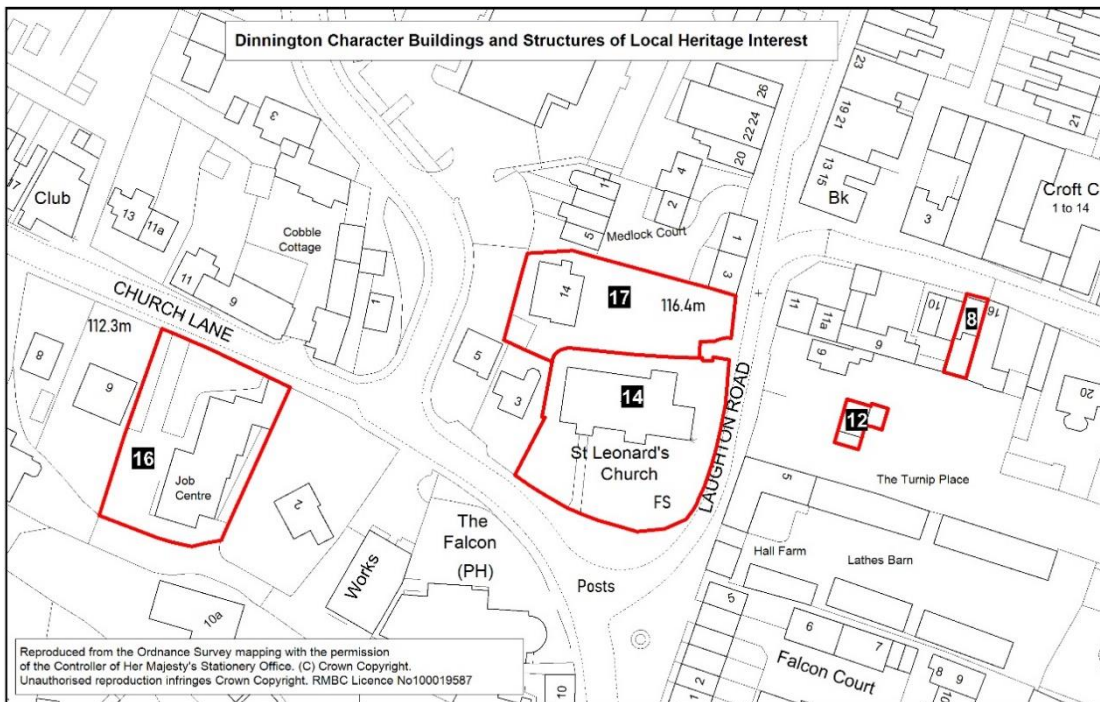 Dinnington Character Buildings and Structures of Local Heritage Interest
26
22 24
20
23
19 21
13 15
Bk
21
Croft C
1 to 14
3
3
17
Club
13
11a
Cobble
Cottage
11
9
1
11
4
2
5
Medlock Court
1
3
CHURCH LANE
112.3m
14
17
116.4m
11
11a
9
6
10
8
16
20
8
9
5
3
14
St Leonard's
Church
FS
LAUGHTON ROAD
12
16
Job
Centre
2
The
Falcon
(PH)
Works
Posts
The Turnip Place
5
Hall Farm
Lathes Barn
10a
5
6
7
8
9
10
Falcon Court
2
1
10
Reproduced from the Ordnance Survey mapping with the permission
of the Controller of Her Majesty's Stationery Office. (C) Crown Copyright.
Unauthorised reproduction infringes Crown Copyright. RMBC Licence No100019587